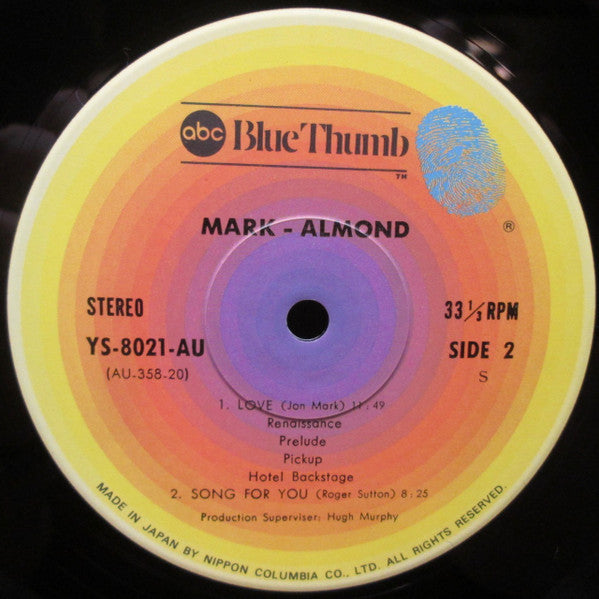 abc Blue Thumb
TM
®
MARK - ALMOND
STEREO
33 1/3 RPM
YS-8021-AU
SIDE 2
(AU-358-20)
S
1. LOVE (Jon Mark) 11:49
Renaissance
Prelude
Pickup
Hotel Backstage
2. SONG FOR YOU (Roger Sutton) 8:25
Production Superviser: Hugh Murphy
MADE IN JAPAN BY NIPPON COLUMBIA CO., LTD. ALL RIGHTS RESERVED.